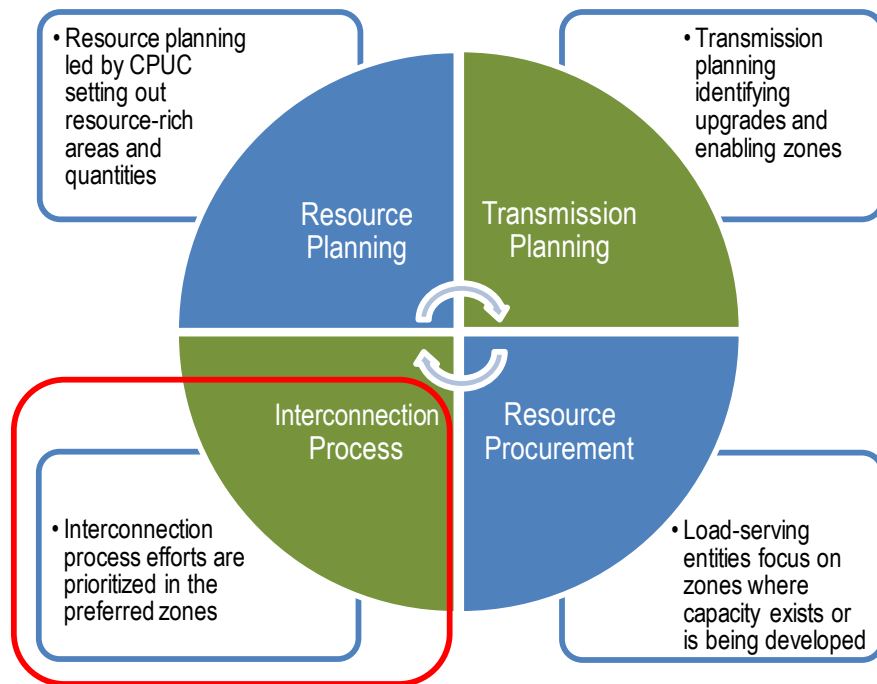 • Resource planning
led by CPUC
setting out
resource-rich
areas and
quantities
• Transmission
planning
identifying
upgrades and
enabling zones
Resource
Planning
Transmission
Planning
Interconnection
Process
Resource
Procurement
• Interconnection
process efforts are
prioritized in the
preferred zones
• Load-serving
entities focus on
zones where
capacity exists or
is being developed